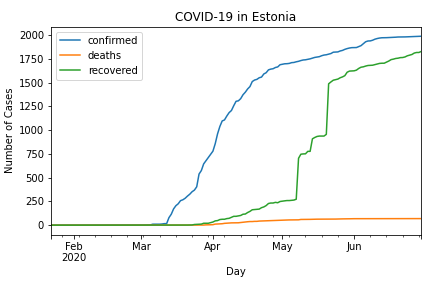 COVID-19 in Estonia
confirmed
deaths
recovered
Number of Cases
2000
1750
1500
1250
1000
750
500
250
0
Feb
2020
Mar
Apr
May
Jun
Day